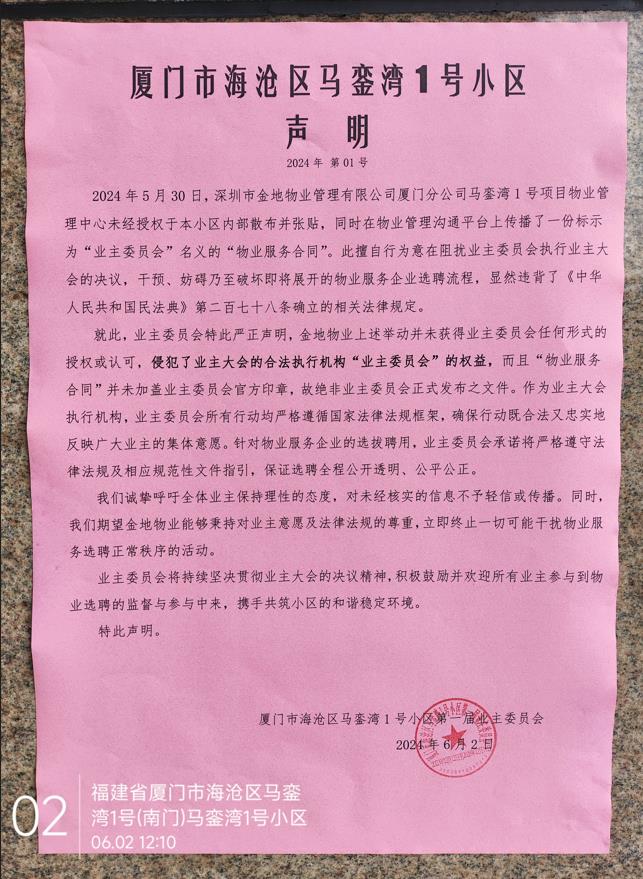 厦门市海沧区马銮湾1号小区
声 明
2024年 第01号
2024年5月30日，深圳市金地物业管理有限公司厦门分公司马銮湾1号项目物业管
理中心未经授权于本小区内部散布并张贴，同时在物业管理沟通平台上传播了一份标示
为“业主委员会”名义的“物业服务合同”。此擅自行为意在阻扰业主委员会执行业主大
会的决议，干预、妨碍乃至破坏即将展开的物业服务企业选聘流程，显然违背了《中华
人民共和国民法典》第二百七十八条确立的相关法律规定。
就此，业主委员会特此严正声明，金地物业上述举动并未获得业主委员会任何形式的
授权或认可，侵犯了业主大会的合法执行机构“业主委员会”的权益，而且“物业服务
合同”并未加盖业主委员会官方印章，故绝非业主委员会正式发布之文件。作为业主大会
执行机构，业主委员会所有行动均严格遵循国家法律法规框架，确保行动既合法又忠实地
反映广大业主的集体意愿。针对物业服务企业的选拔聘用，业主委员会承诺将严格遵守法
律法规及相应规范性文件指引，保证选聘全程公开透明、公平公正。
我们诚挚呼吁全体业主保持理性的态度，对未经核实的信息不予轻信或传播。同时，
我们期望金地物业能够秉持对业主意愿及法律法规的尊重，立即终止一切可能干扰物业服
务选聘正常秩序的活动。
业主委员会将持续坚决贯彻业主大会的决议精神，积极鼓励并欢迎所有业主参与到物
业选聘的监督与参与中来，携手共筑小区的和谐稳定环境。
特此声明。
厦门市海沧区马銮湾1号小区第一届业主委员会
2024年6月2日
02
福建省厦门市海沧区马銮
湾1号(南门)马銮湾1号小区
06.02 12:10